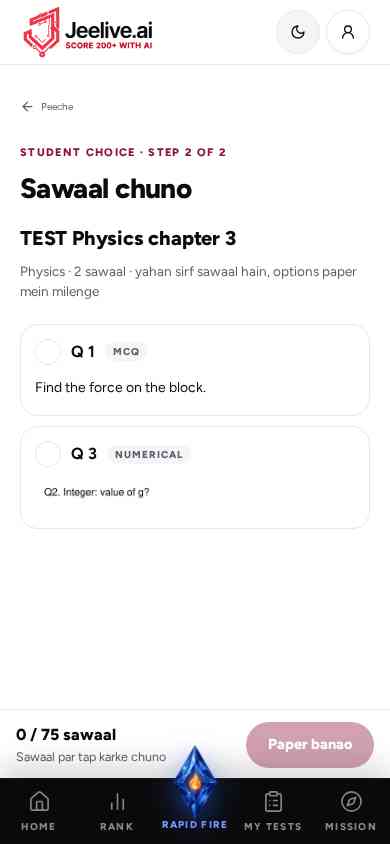 Jeelive.ai
SCORE 200+ WITH AI
Peeche
STUDENT CHOICE · STEP 2 OF 2
Sawaal chuno
TEST Physics chapter 3
Physics · 2 sawaal · yahan sirf sawaal hain, options paper
mein milenge
Q 1 MCQ
Find the force on the block.
Q 3 NUMERICAL
Q2. Integer: value of g?
0 / 75 sawaal
Sawaal par tap karke chuno
Paper banao
HOME
RANK
RAPID FIRE
MY TESTS
MISSION